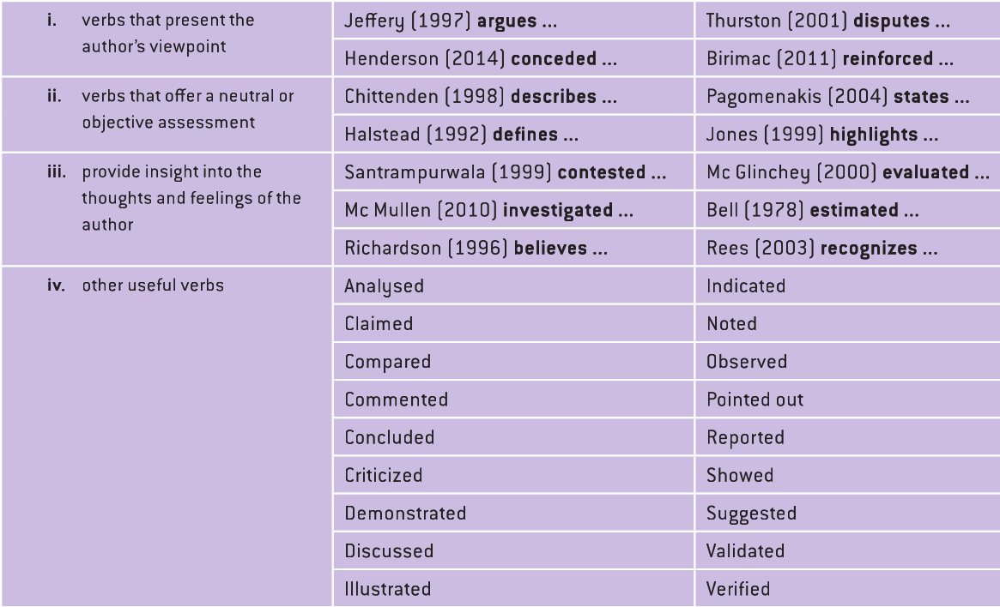 i. verbs that present the
author's viewpoint
Jeffery (1997) argues ...
Thurston (2001) disputes ...
Henderson (2014) conceded ...
Birimac (2011) reinforced ...
ii. verbs that offer a neutral or
objective assessment
Chittenden (1998) describes ...
Pagomenakis (2004) states ...
Halstead (1992) defines ...
Jones (1999) highlights ...
iii. provide insight into the
thoughts and feelings of the
author
Santrampurwala (1999) contested ...
Mc Glinchey (2000) evaluated ...
Mc Mullen (2010) investigated ...
Bell (1978) estimated ...
Richardson (1996) believes ...
Rees (2003) recognizes ...
iv. other useful verbs
Analysed
Indicated
Claimed
Noted
Compared
Observed
Commented
Pointed out
Concluded
Reported
Criticized
Showed
Demonstrated
Suggested
Discussed
Validated
Illustrated
Verified